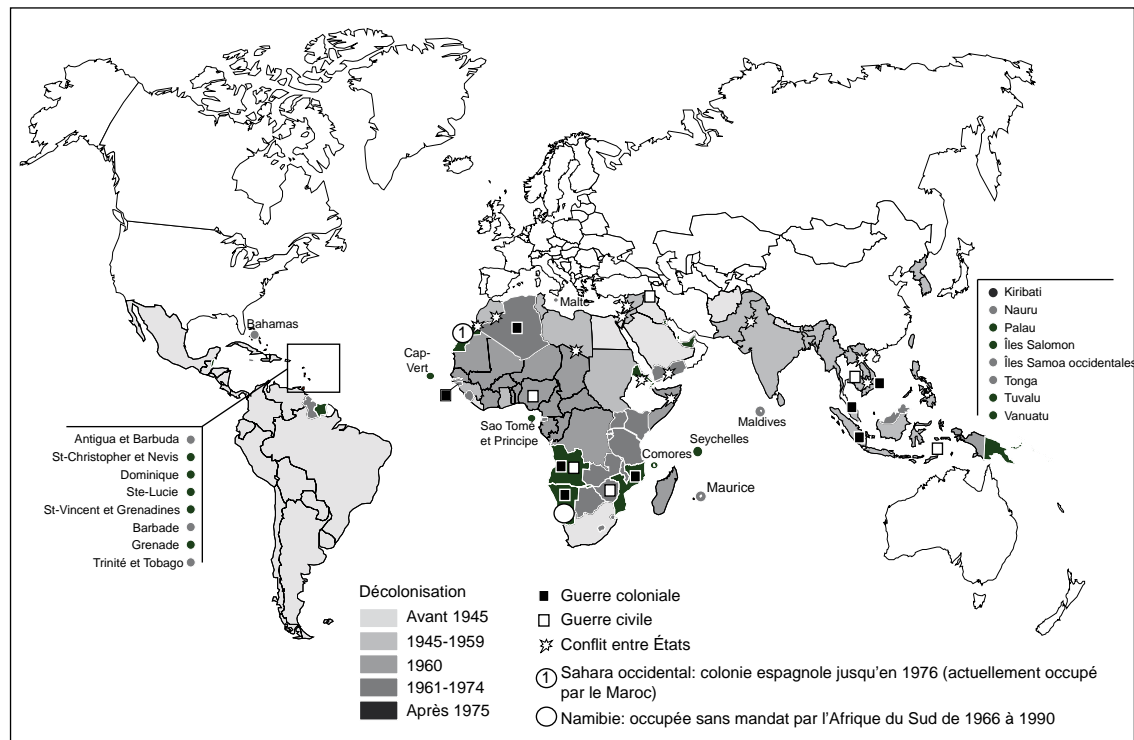 Malte
Bahamas
Cap-
Vert
1
Sao Tomé
et Principe
Maldives
Seychelles
Comores
Maurice
Kiribati
Nauru
Palau
Îles Salomon
Îles Samoa occidentales
Tonga
Tuvalu
Vanuatu
Antigua et Barbuda
St-Christopher et Nevis
Dominique
Ste-Lucie
St-Vincent et Grenadines
Barbade
Grenade
Trinité et Tobago
Décolonisation
Avant 1945
1945-1959
1960
1961-1974
Après 1975
Guerre coloniale
Guerre civile
Conflit entre États
1 Sahara occidental: colonie espagnole jusqu'en 1976 (actuellement occupé
par le Maroc)
Namibie: occupée sans mandat par l'Afrique du Sud de 1966 à 1990